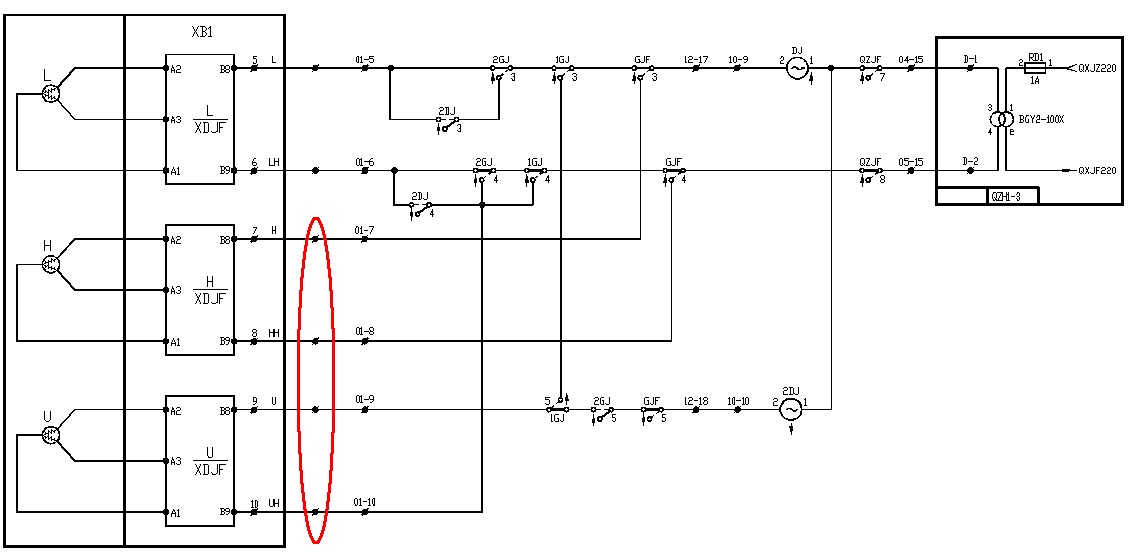 XB1
L
A2
A3
A1
L
XDJF
B8
B9
5
L
6
LH
01-5
01-6
2DJ
3
2GJ
3
1GJ
3
GJF
3
12-17
10-9
DJ
2
1
QZJF
7
04-15
D-1
2
RD1
1
1A
QXJZ220
3
4
1
2
BGY2-100X
2DJ
4
2GJ
4
1GJ
4
GJF
4
QZJF
8
05-15
D-2
QXJF220
QZH1-3
H
A2
A3
A1
H
XDJF
B8
B9
7
H
8
HH
01-7
01-8
U
A2
A3
A1
U
XDJF
B8
B9
9
U
10
UH
01-9
01-10
5
1GJ
2GJ
5
GJF
5
12-18
10-10
2DJ
2
1